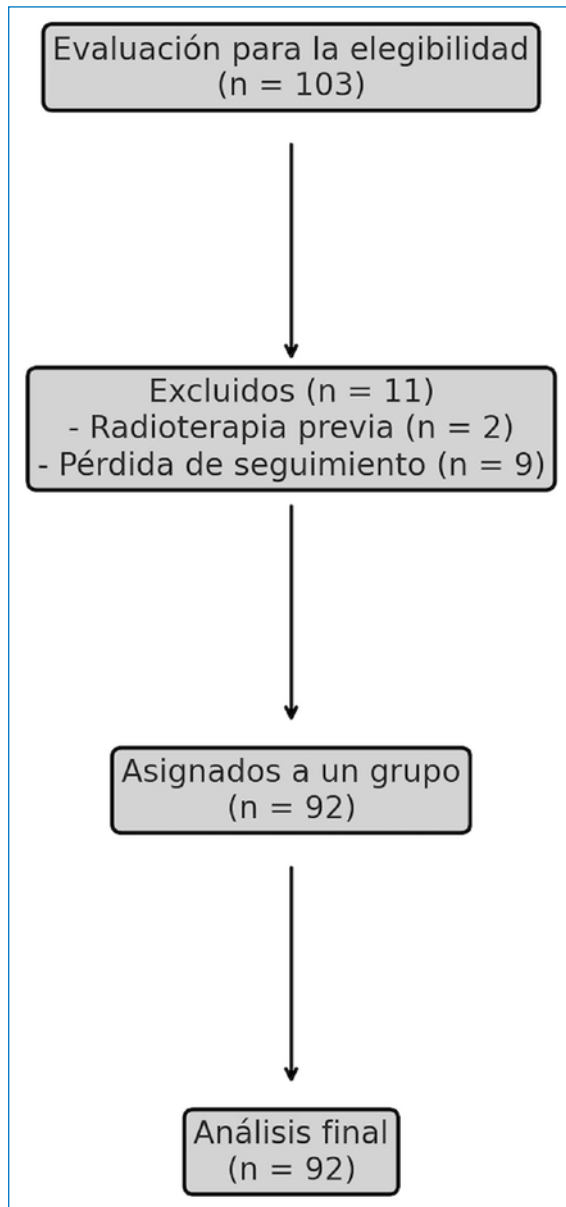 Evaluación para la elegibilidad
(n = 103)
Excluidos (n = 11)
- Radioterapia previa (n = 2)
- Pérdida de seguimiento (n = 9)
Asignados a un grupo
(n = 92)
Análisis final
(n = 92)